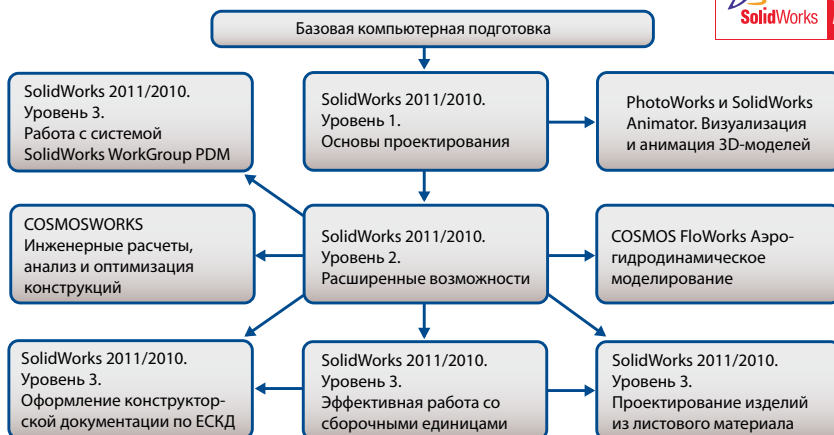 SolidWorks
Базовая компьютерная подготовка
SolidWorks 2011/2010.
Уровень 3.
Работа с системой
SolidWorks WorkGroup PDM
SolidWorks 2011/2010.
Уровень 1.
Основы проектирования
PhotoWorks и SolidWorks
Animator. Визуализация
и анимация 3D-моделей
COSMOSWORKS
Инженерные расчеты,
анализ и оптимизация
конструкций
SolidWorks 2011/2010.
Уровень 2.
Расширенные возможности
COSMOS FloWorks Аэро-
гидродинамическое
моделирование
SolidWorks 2011/2010.
Уровень 3.
Оформление конструктор-
ской документации по ЕСКД
SolidWorks 2011/2010.
Уровень 3.
Эффективная работа со
сборочными единицами
SolidWorks 2011/2010.
Уровень 3.
Проектирование изделий
из листового материала